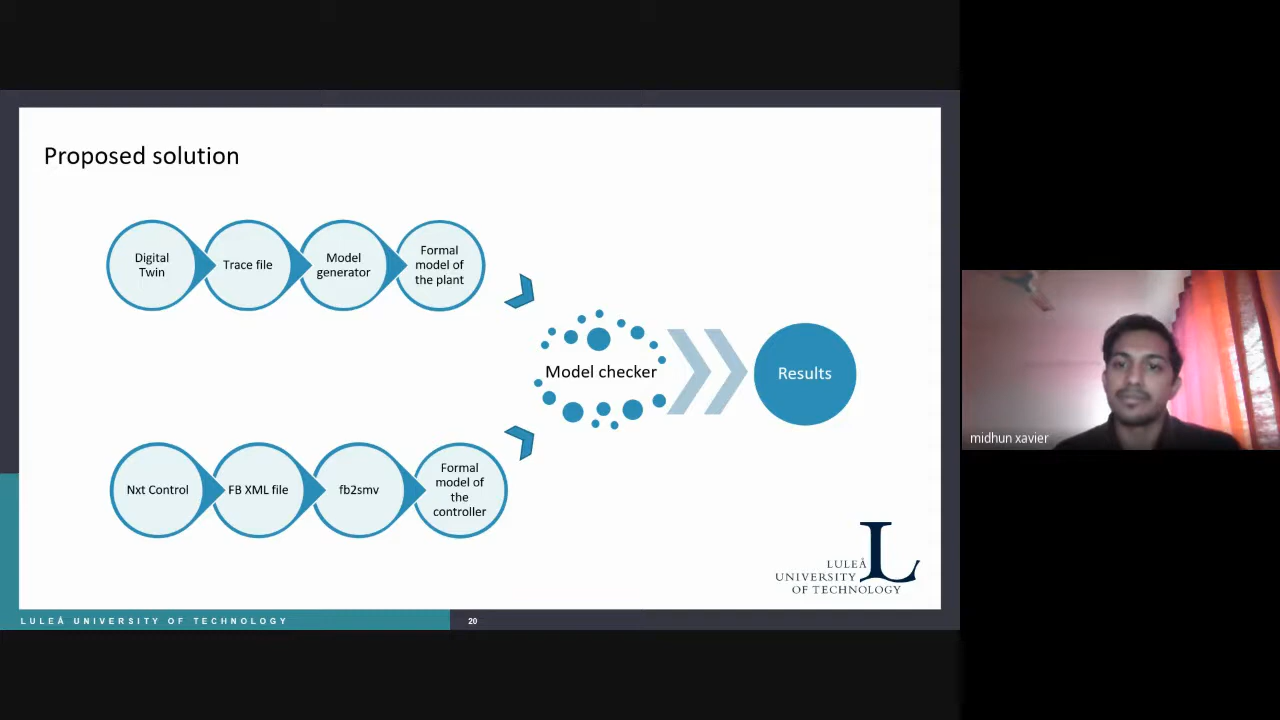 Proposed solution
Digital
Twin
Trace file
Model
generator
Formal
model of
the plant
Model checker
Results
Nxt Control
FB XML file
fb2smv
Formal
model of
the
controller
LULEÅ
UNIVERSITY
OF TECHNOLOGY
L
LULEÅ UNIVERSITY OF TECHNOLOGY
20
midhun xavier